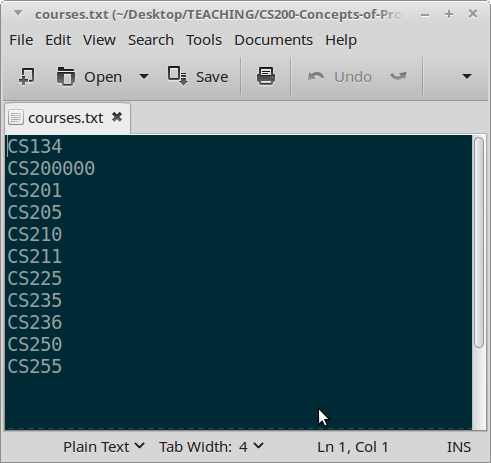 courses.txt (~/Desktop/TEACHING/CS200-Concepts-of-Pro
File Edit View Search Tools Documents Help
Open Save Undo
courses.txt
CS134
CS200000
CS201
CS205
CS210
CS211
CS225
CS235
CS236
CS250
CS255
Plain Text Tab Width: 4 Ln 1, Col 1 INS